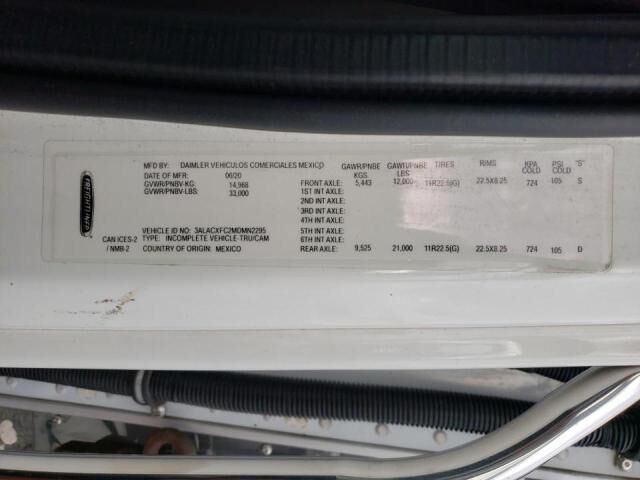 FREIGHTLINER
MFD BY: DAIMLER VEHICULOS COMERCIALES MEXICO GAWR/PNBE KGS. GAWR/PNBE LBS TIRES RIMS KPA COLD PSI COLD "S"
DATE OF MFR: 06/20
GVWR/PNBV-KG: 14,968 FRONT AXLE: 5,443 12,000 11R22.5(G) 22.5X8.25 724 105 S
GVWR/PNBV-LBS: 33,000 1ST INT AXLE:
2ND INT AXLE:
3RD INT AXLE:
4TH INT AXLE:
VEHICLE ID: 3ALACXFC2MDMN2295 5TH INT AXLE:
CAN ICES-2 TYPE: INCOMPLETE VEHICLE-TRU/CAM 6TH INT AXLE:
/ NMB-2 COUNTRY OF ORIGIN: MEXICO REAR AXLE: 9,525 21,000 11R22.5(G) 22.5X8.25 724 105 D